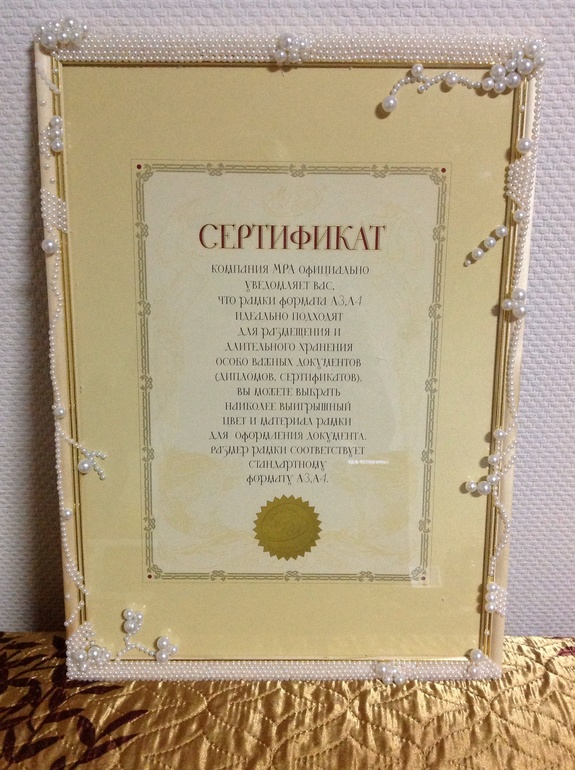 СЕРТИФИКАТ
КОМПАНИЯ МРА ОФИЦИАЛЬНО
УВЕДОМЛЯЕТ ВАС,
ЧТО РАМКИ ФОРМАТА А3,А-4
ИДЕАЛЬНО ПОДХОДЯТ
ДЛЯ РАЗМЕЩЕНИЯ И
ДЛИТЕЛЬНОГО ХРАНЕНИЯ
ОСОБО ВАЖНЫХ ДОКУМЕНТОВ
(ДИПЛОМОВ, СЕРТИФИКАТОВ).
ВЫ МОЖЕТЕ ВЫБРАТЬ
НАИБОЛЕЕ ВЫИГРЫШНЫЙ
ЦВЕТ И МАТЕРИАЛ РАМКИ
ДЛЯ ОФОРМЛЕНИЯ ДОКУМЕНТА.
РАЗМЕР РАМКИ СООТВЕТСТВУЕТ
СТАНДАРТНОМУ
ФОРМАТУ А3,А-4.